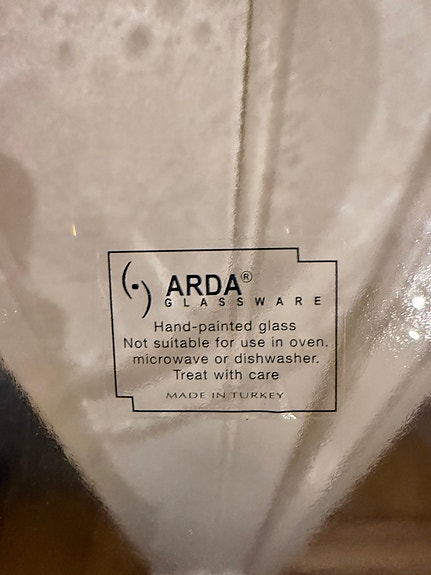 ARDA®
GLASSWARE
Hand-painted glass
Not suitable for use in oven.
microwave or dishwasher.
Treat with care
MADE IN TURKEY